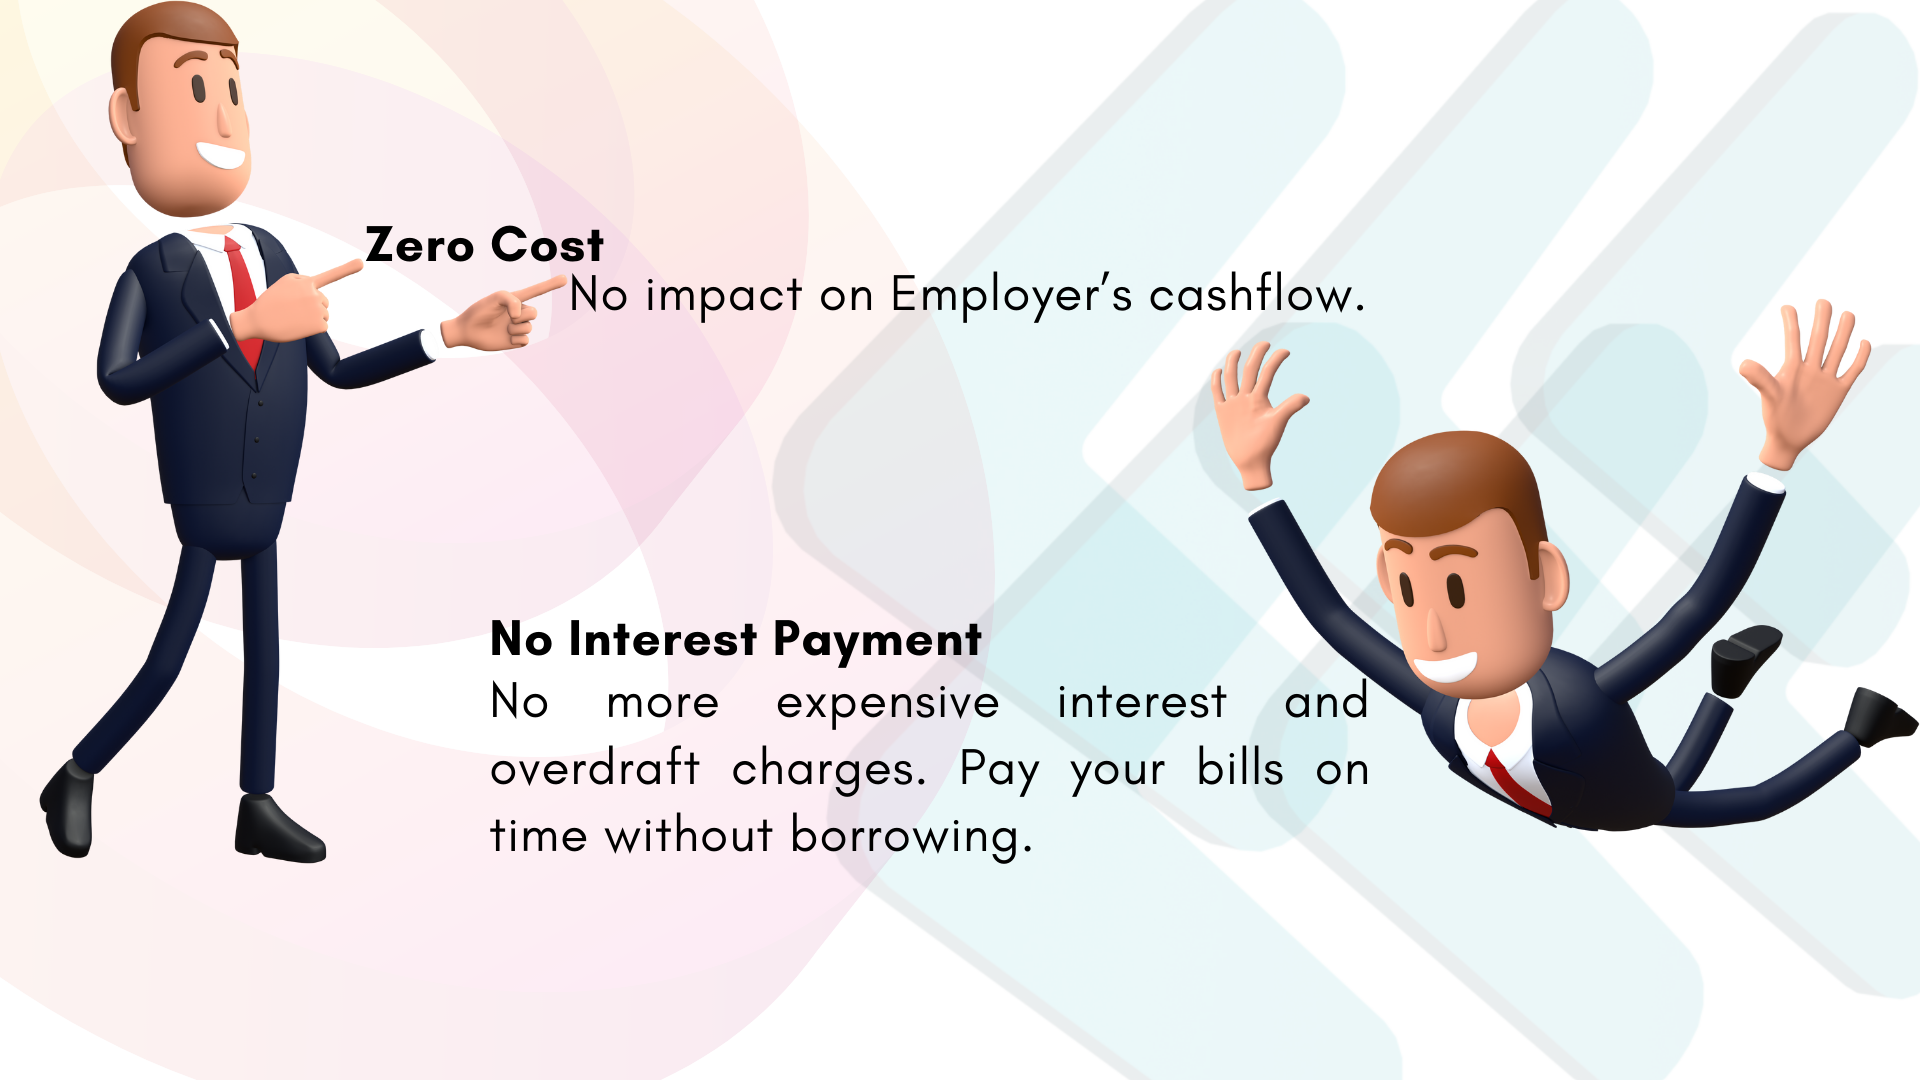 Zero Cost
No impact on Employer’s cashflow.
No Interest Payment
No more expensive interest and
overdraft charges. Pay your bills on
time without borrowing.